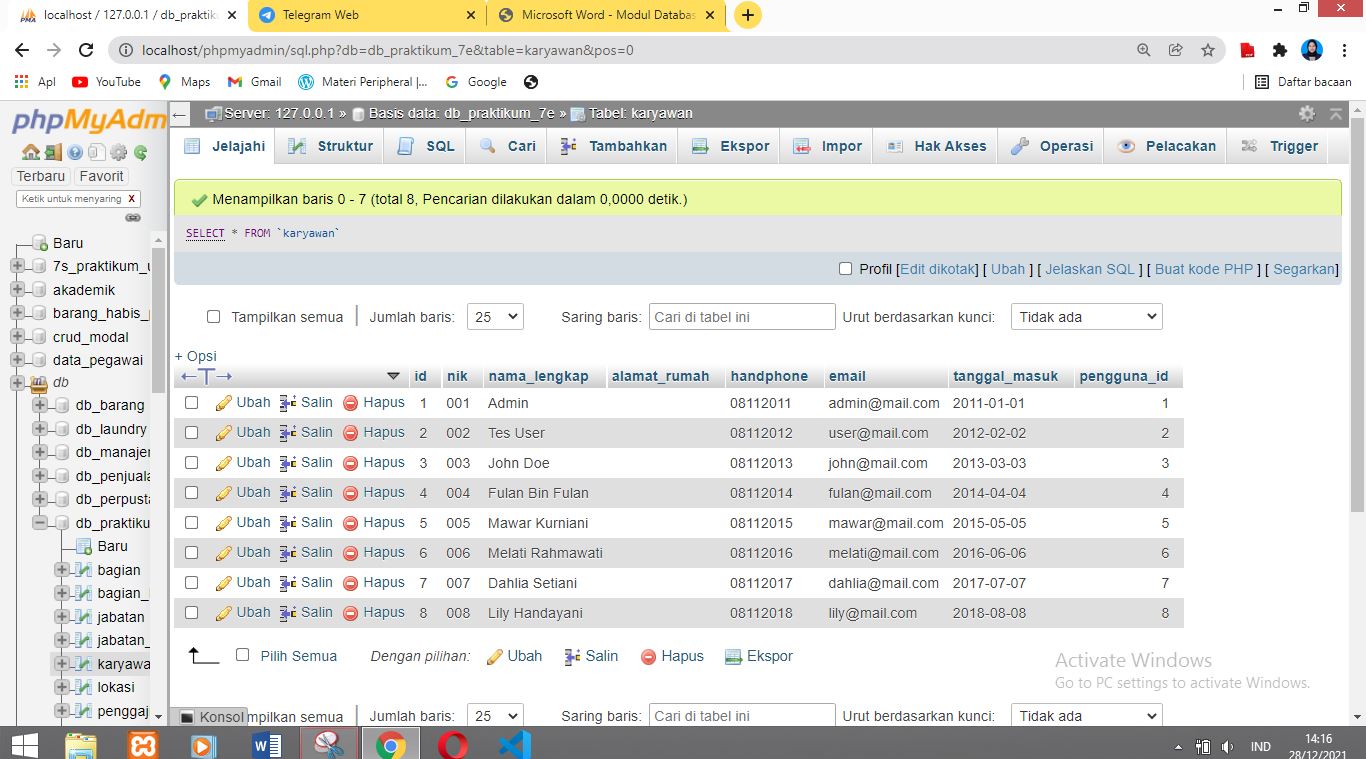 localhost / 127.0.0.1 / db_praktik
Telegram Web
Microsoft Word - Modul Databas
localhost/phpmyadmin/sql.php?db=db_praktikum_7e&table=karyawan&pos=0
Apl YouTube Maps Gmail Materi Peripheral |... Google Daftar bacaan
phpMyAdm
Terbaru Favorit
Ketik untuk menyaring X
Baru
7s_praktikum_u
akademik
barang_habis_p
crud_modal
data_pegawai
db
db_barang
db_laundry
db_manajer
db_penjuala
db_perpusta
db_praktiku
Baru
bagian
bagian_
jabatan
jabatan_
karyawa
lokasi
penggaj
Server: 127.0.0.1 » Basis data: db_praktikum_7e » Tabel: karyawan
Jelajahi Struktur SQL Cari Tambahkan Ekspor Impor Hak Akses Operasi Pelacakan Trigger
Menampilkan baris 0 - 7 (total 8, Pencarian dilakukan dalam 0,0000 detik.)
SELECT * FROM `karyawan`
Profil [Edit dikotak] [ Ubah ] [ Jelaskan SQL ] [ Buat kode PHP ] [ Segarkan]
Tampilkan semua Jumlah baris: 25 Saring baris: Cari di tabel ini Urut berdasarkan kunci: Tidak ada
+ Opsi
←T→ id nik nama_lengkap alamat_rumah handphone email tanggal_masuk pengguna_id
Ubah Salin Hapus 1 001 Admin 08112011 admin@mail.com 2011-01-01 1
Ubah Salin Hapus 2 002 Tes User 08112012 user@mail.com 2012-02-02 2
Ubah Salin Hapus 3 003 John Doe 08112013 john@mail.com 2013-03-03 3
Ubah Salin Hapus 4 004 Fulan Bin Fulan 08112014 fulan@mail.com 2014-04-04 4
Ubah Salin Hapus 5 005 Mawar Kurniani 08112015 mawar@mail.com 2015-05-05 5
Ubah Salin Hapus 6 006 Melati Rahmawati 08112016 melati@mail.com 2016-06-06 6
Ubah Salin Hapus 7 007 Dahlia Setiani 08112017 dahlia@mail.com 2017-07-07 7
Ubah Salin Hapus 8 008 Lily Handayani 08112018 lily@mail.com 2018-08-08 8
Pilih Semua Dengan pilihan: Ubah Salin Hapus Ekspor
Activate Windows
Go to PC settings to activate Windows.
Konsol mpilkan semua Jumlah baris: 25 Saring baris: Cari di tabel ini Urut berdasarkan kunci: Tidak ada
IND
14:16
28/12/2021